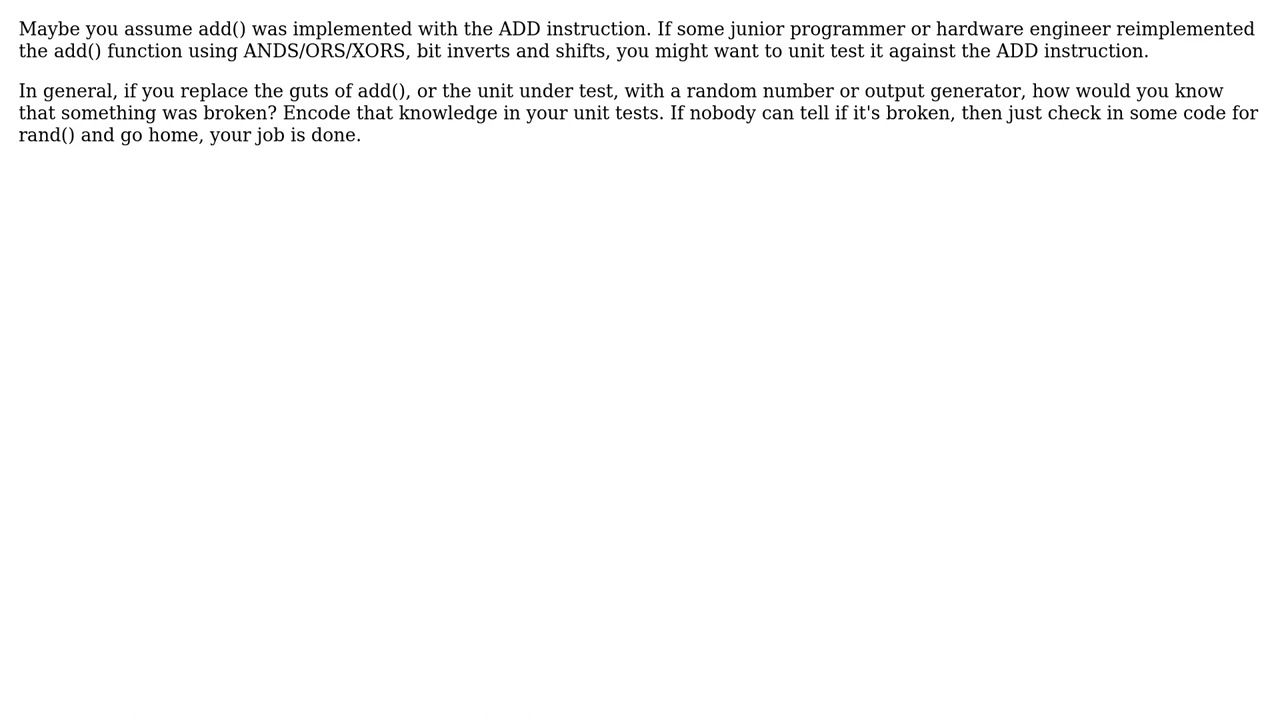 Maybe you assume add() was implemented with the ADD instruction. If some junior programmer or hardware engineer reimplemented
the add() function using ANDS/ORS/XORS, bit inverts and shifts, you might want to unit test it against the ADD instruction.
In general, if you replace the guts of add(), or the unit under test, with a random number or output generator, how would you know
that something was broken? Encode that knowledge in your unit tests. If nobody can tell if it's broken, then just check in some code for
rand() and go home, your job is done.